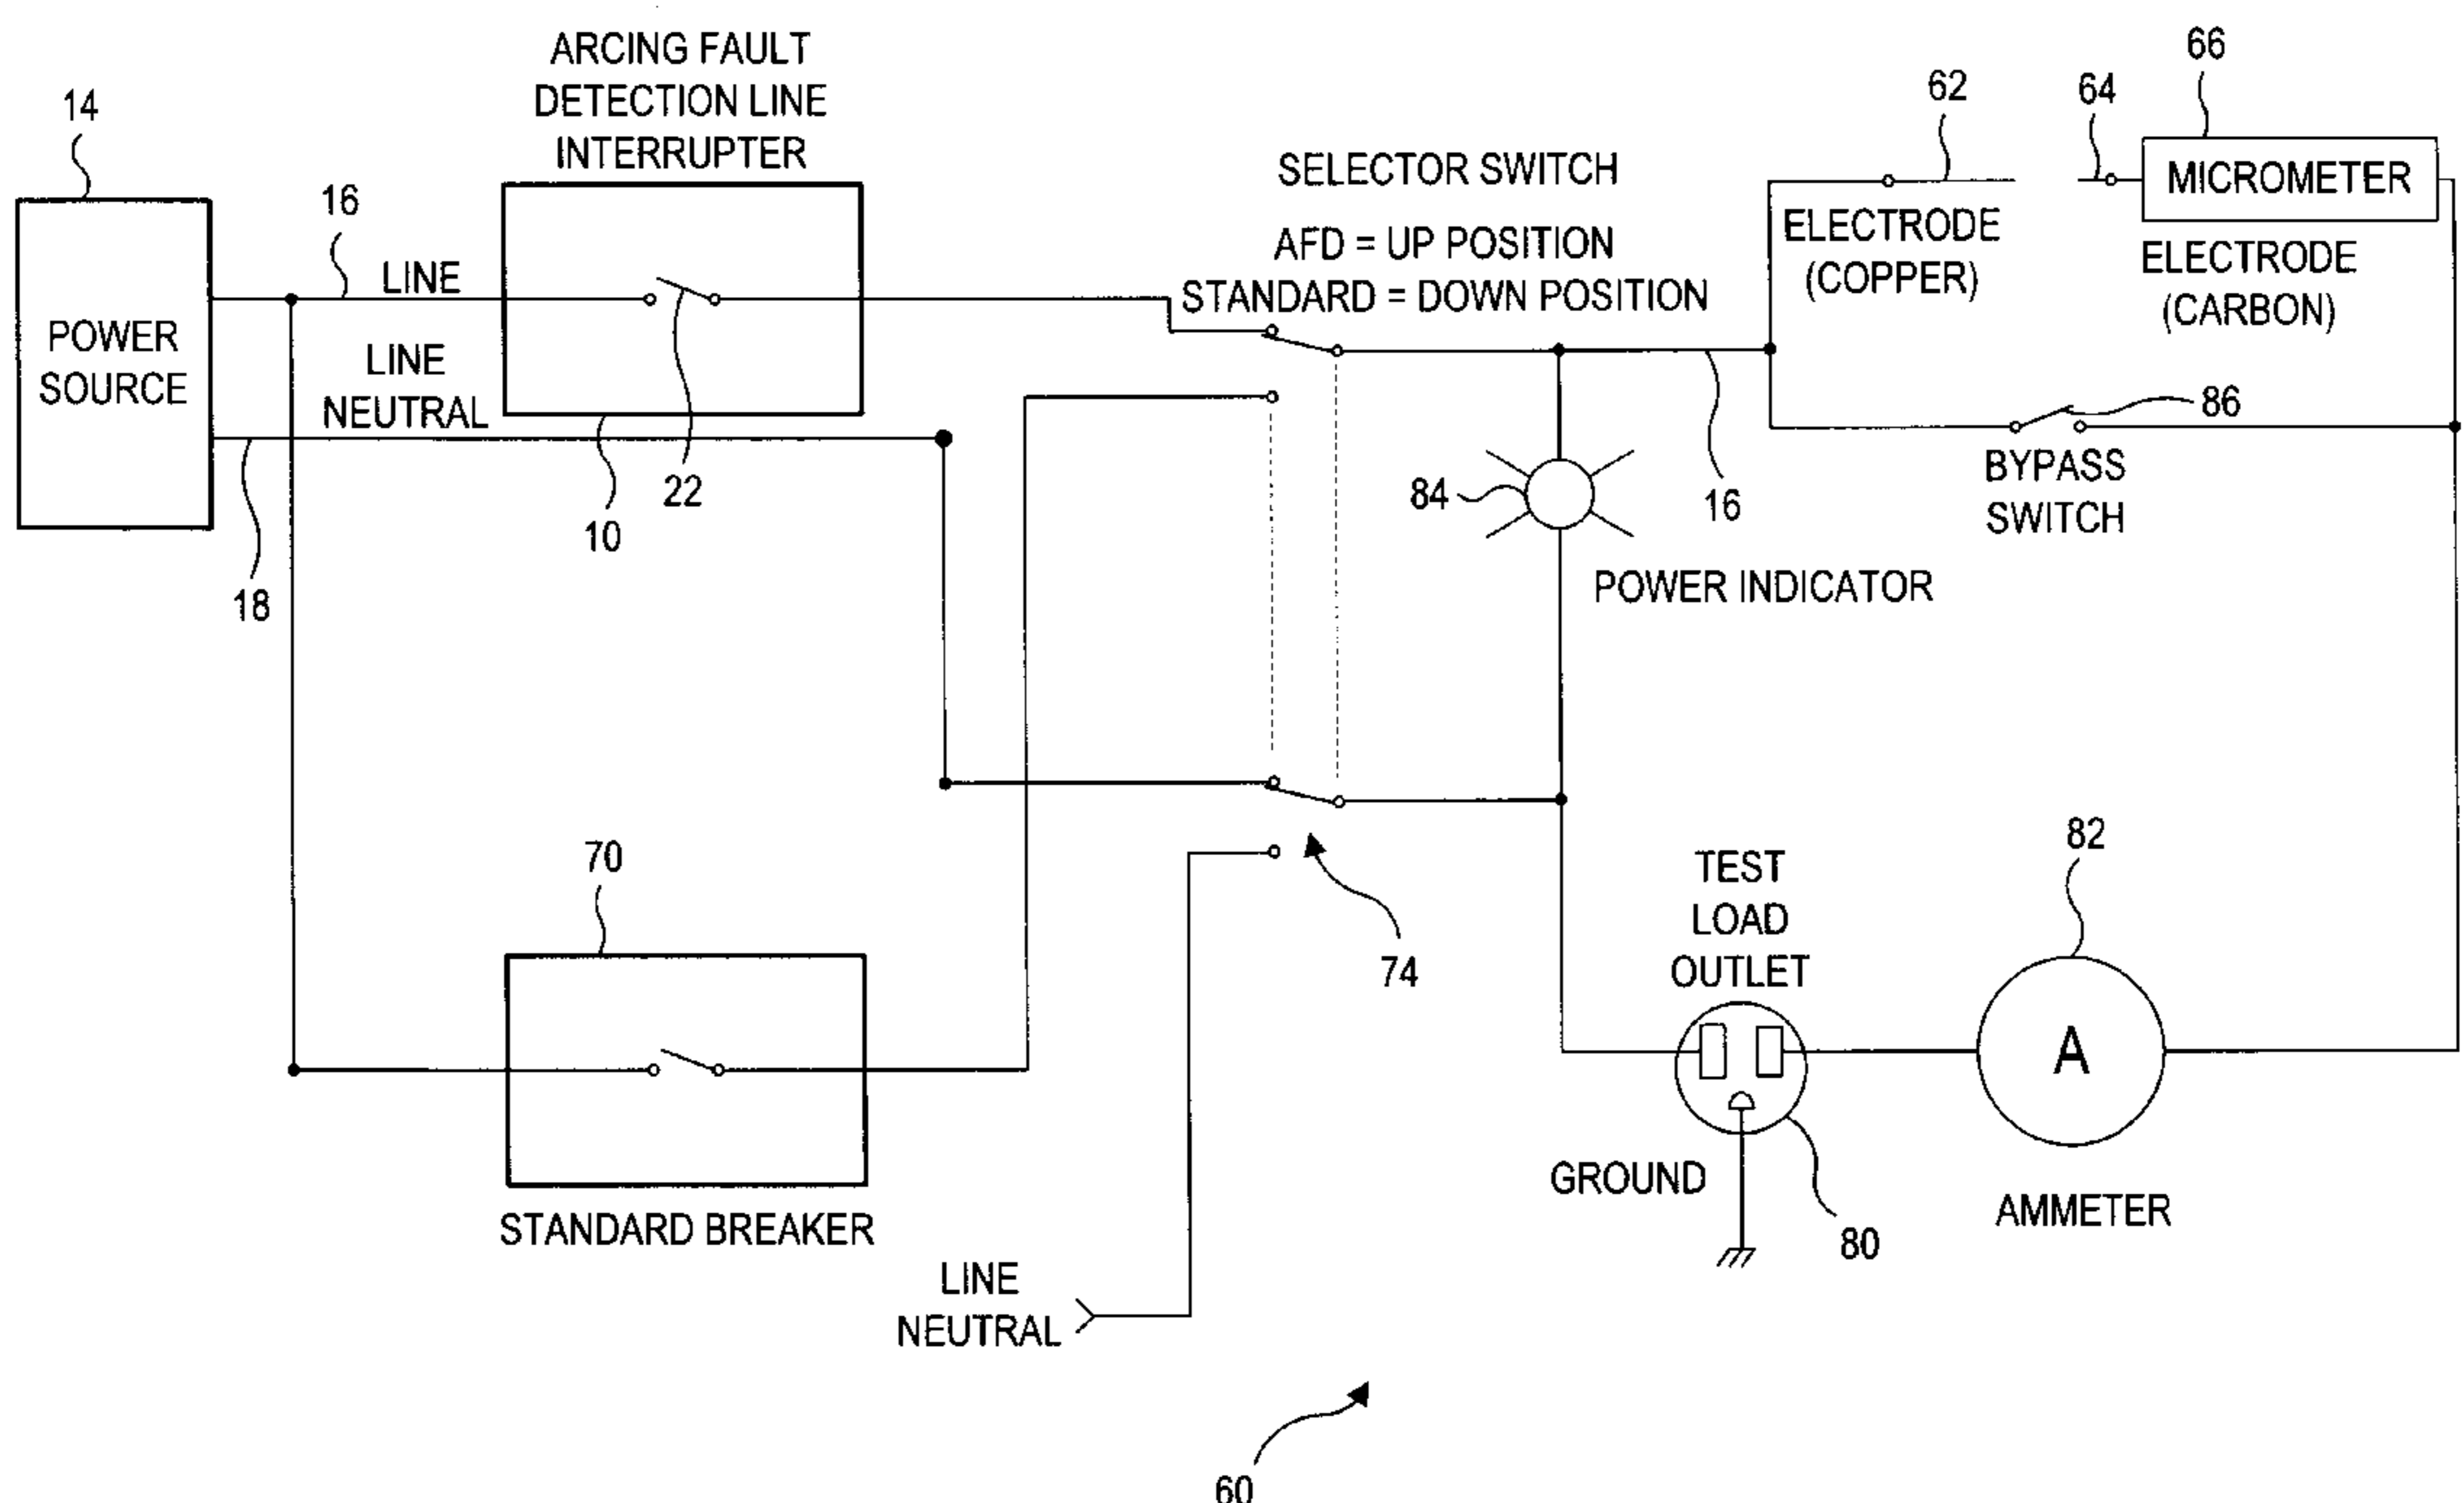 ARCING FAULT
DETECTION LINE
INTERRUPTER
14
16
LINE
POWER
SOURCE
LINE
NEUTRAL
18
10
22
SELECTOR SWITCH
AFD = UP POSITION
STANDARD = DOWN POSITION
62
64
66
MICROMETER
ELECTRODE
(COPPER)
ELECTRODE
(CARBON)
86
BYPASS
SWITCH
16
84
POWER INDICATOR
70
STANDARD BREAKER
74
LINE
NEUTRAL
TEST
LOAD
OUTLET
82
A
AMMETER
GROUND
80
60